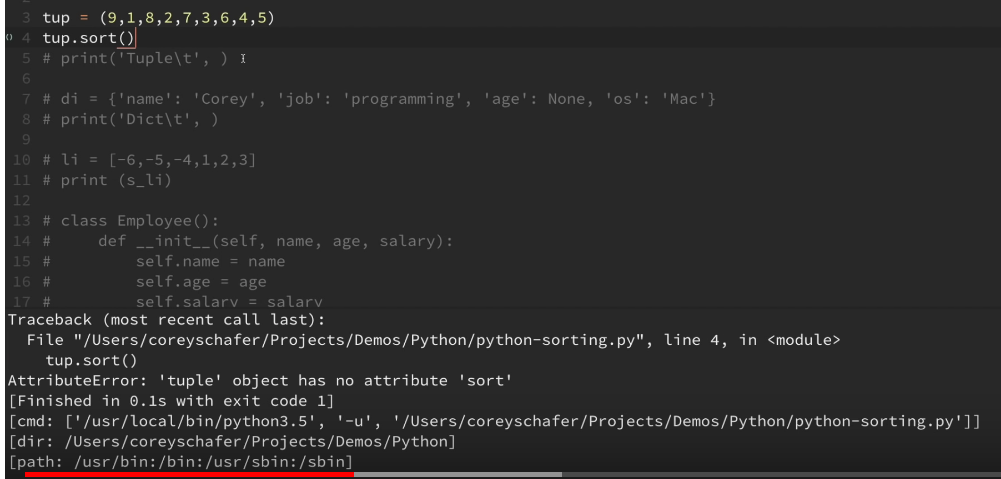 3 tup = (9,1,8,2,7,3,6,4,5)
4 tup.sort()
5 # print('Tuple\t', )
6
7 # di = {'name': 'Corey', 'job': 'programming', 'age': None, 'os': 'Mac'}
8 # print('Dict\t', )
9
10 # li = [-6,-5,-4,1,2,3]
11 # print (s_li)
12
13 # class Employee():
14 #     def __init__(self, name, age, salary):
15 #         self.name = name
16 #         self.age = age
17 #         self.salary = salary
Traceback (most recent call last):
  File "/Users/coreyschafer/Projects/Demos/Python/python-sorting.py", line 4, in <module>
    tup.sort()
AttributeError: 'tuple' object has no attribute 'sort'
[Finished in 0.1s with exit code 1]
[cmd: ['/usr/local/bin/python3.5', '-u', '/Users/coreyschafer/Projects/Demos/Python/python-sorting.py']]
[dir: /Users/coreyschafer/Projects/Demos/Python]
[path: /usr/bin:/bin:/usr/sbin:/sbin]